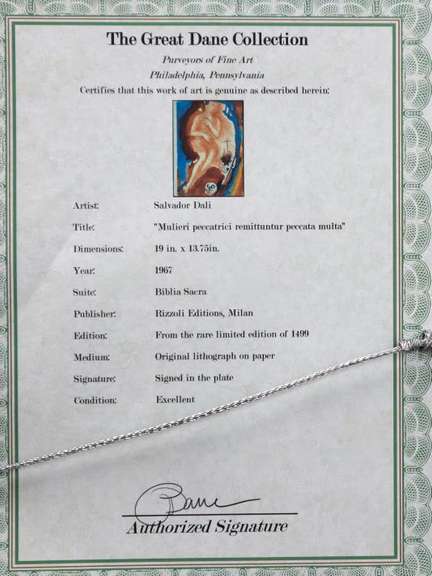 The Great Dane Collection
Purveyors of Fine Art
Philadelphia, Pennsylvania
Certifies that this work of art is genuine as described herein:
Artist: Salvador Dali
Title: "Mulieri peccatrici remittuntur peccata multa"
Dimensions: 19 in. x 13.75in.
Year: 1967
Suite: Biblia Sacra
Publisher: Rizzoli Editions, Milan
Edition: From the rare limited edition of 1499
Medium: Original lithograph on paper
Signature: Signed in the plate
Condition: Excellent
Authorized Signature